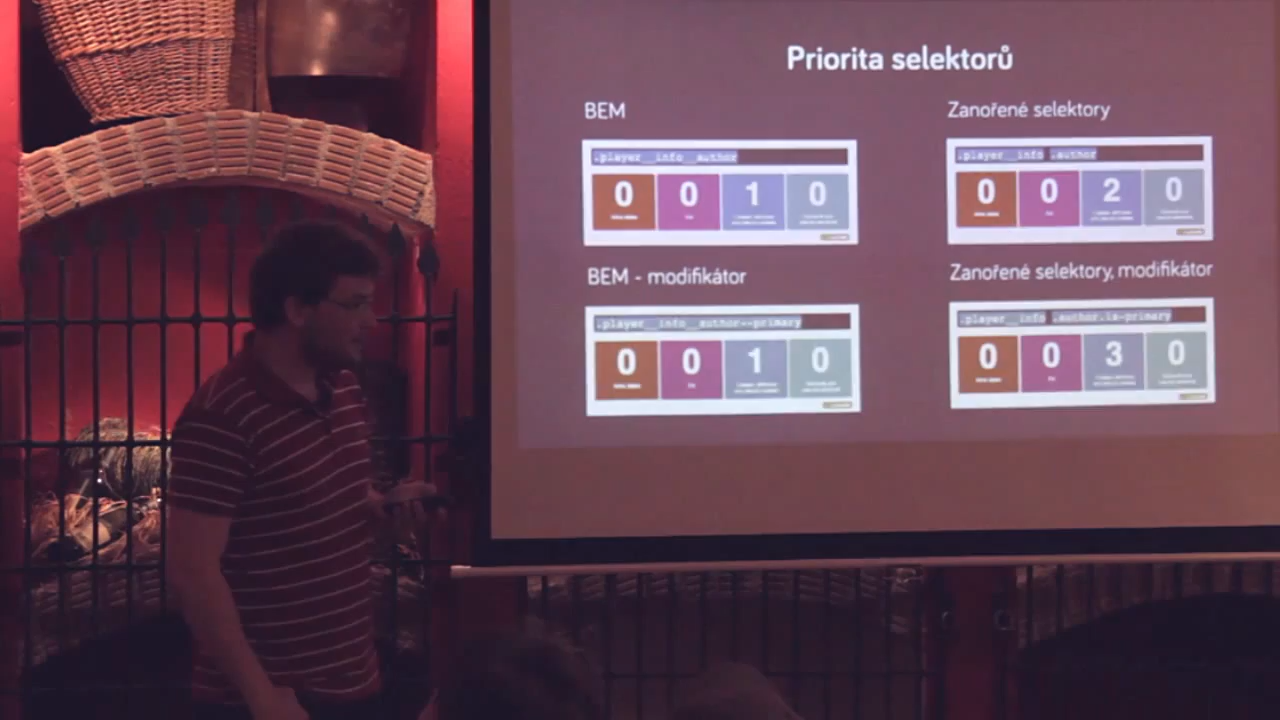 Priorita selektorů
BEM
.player__info__author
0 0 1 0
Zanořené selektory
.player__info .author
0 0 2 0
BEM - modifikátor
.player__info__author--primary
0 0 1 0
Zanořené selektory, modifikátor
.player__info .author.is-primary
0 0 3 0